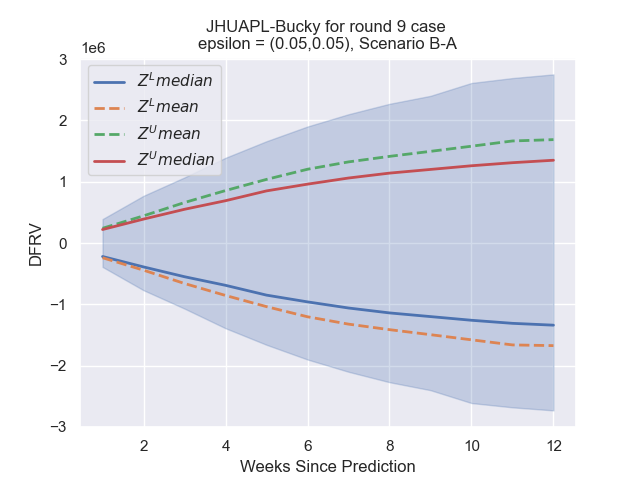 JHUAPL-Bucky for round 9 case
epsilon = (0.05,0.05), Scenario B-A
1e6
3
2
1
0
−1
−2
−3
DFRV
Z^L median
Z^L mean
Z^U mean
Z^U median
2
4
6
8
10
12
Weeks Since Prediction